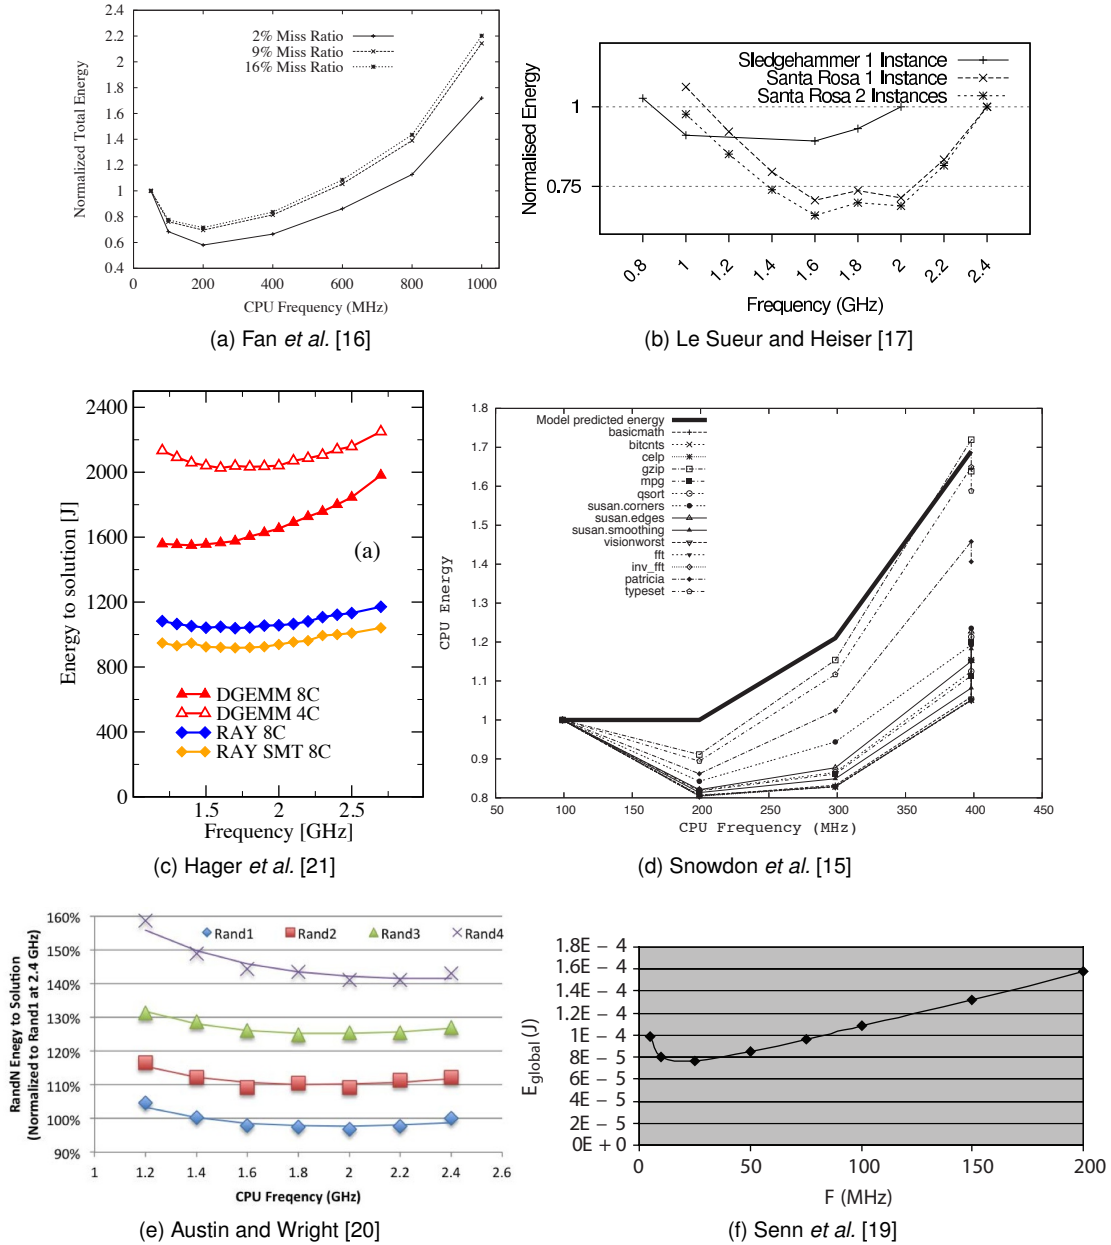 2.4
2.2
2
1.8
1.6
1.4
1.2
1
0.8
0.6
0.4
0
200
400
600
800
1000
Normalized Total Energy
CPU Frequency (MHz)
2% Miss Ratio
9% Miss Ratio
16% Miss Ratio
(a) Fan et al. [16]
Sledgehammer 1 Instance
Santa Rosa 1 Instance
Santa Rosa 2 Instances
1
0.75
Normalised Energy
0.8
1
1.2
1.4
1.6
1.8
2
2.2
2.4
Frequency (GHz)
(b) Le Sueur and Heiser [17]
2400
2000
1600
1200
800
400
0
Energy to solution [J]
(a)
DGEMM 8C
DGEMM 4C
RAY 8C
RAY SMT 8C
1.5
2
2.5
Frequency [GHz]
(c) Hager et al. [21]
1.8
1.7
1.6
1.5
1.4
1.3
1.2
1.1
1
0.9
0.8
CPU Energy
Model predicted energy
basicmath
bitcnts
celp
gzip
mpg
qsort
susan.corners
susan.edges
susan.smoothing
visionworst
fft
inv_fft
patricia
typeset
50
100
150
200
250
300
350
400
450
CPU Frequency (MHz)
(d) Snowdon et al. [15]
160%
150%
140%
130%
120%
110%
100%
90%
RandN Enegy to Solution
(Normalized to Rand1 at 2.4 GHz)
Rand1
Rand2
Rand3
Rand4
1
1.2
1.4
1.6
1.8
2
2.2
2.4
2.6
CPU Freqency (GHz)
(e) Austin and Wright [20]
1.8E – 4
1.6E – 4
1.4E – 4
1.2E – 4
1E – 4
8E – 5
6E – 5
4E – 5
2E – 5
0E + 0
Eglobal (J)
0
50
100
150
200
F (MHz)
(f) Senn et al. [19]